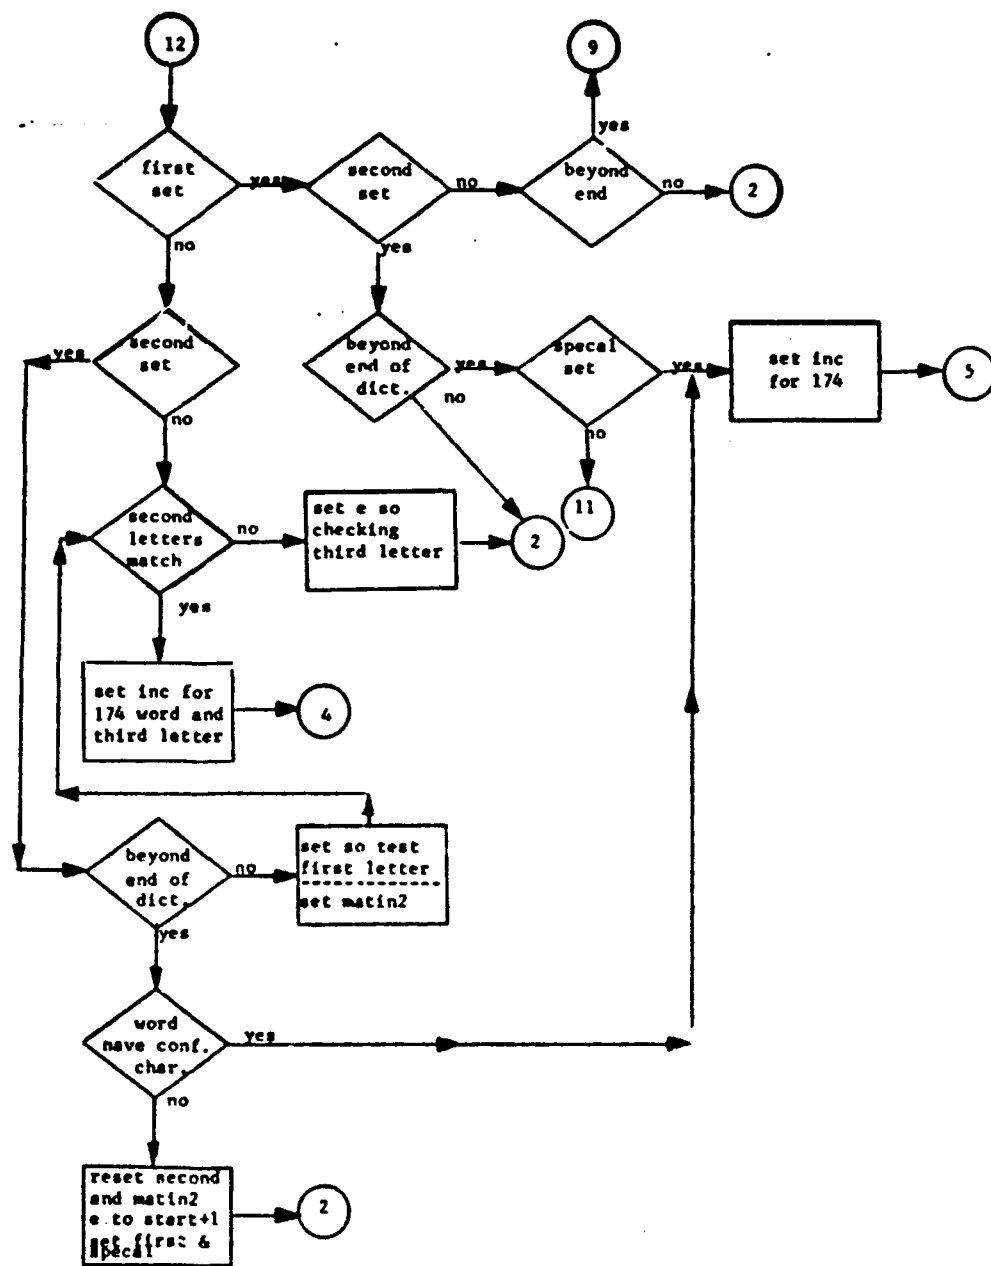 12
9
yes
first
set
yes
second
set
no
beyond
end
no
2
no
yes
yes
second
set
beyond
end of
dict.
yes
no
specal
set
yes
set inc
for 174
5
no
no
11
second
letters
match
no
set e so
checking
third letter
2
yes
set inc for
174 word and
third letter
4
beyond
end of
dict.
no
set so test
first letter
set matin2
yes
word
have conf.
char.
yes
no
reset second
and matin2
e to start+1
set first &
specal
2